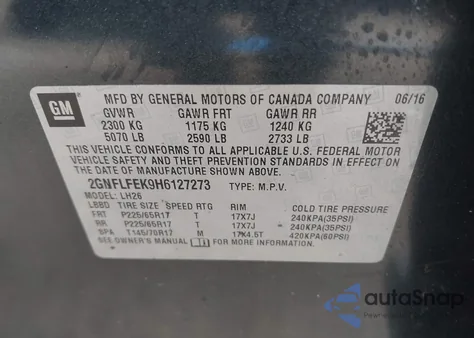 GM
MFD BY GENERAL MOTORS OF CANADA COMPANY 06/16
GVWR GAWR FRT GAWR RR
2300 KG 1175 KG 1240 KG
5070 LB 2590 LB 2733 LB
THIS VEHICLE CONFORMS TO ALL APPLICABLE U.S. FEDERAL MOTOR
VEHICLE SAFETY, BUMPER, AND THEFT PREVENTION STANDARDS IN EFFECT ON
THE DATE OF MANUFACTURE SHOWN ABOVE.
2GNFLFEK9H6127273 TYPE: M.P.V.
MODEL: LH26
LBBD TIRE SIZE SPEED RTG RIM COLD TIRE PRESSURE
FRT P225/65R17 T 17X7J 240KPA(35PSI)
RR P225/65R17 T 17X7J 240KPA(35PSI)
SPA T145/70R17 M 17X4.5T 420KPA(60PSI)
SEE OWNER'S MANUAL FOR MORE INFORMATION
autoSnap